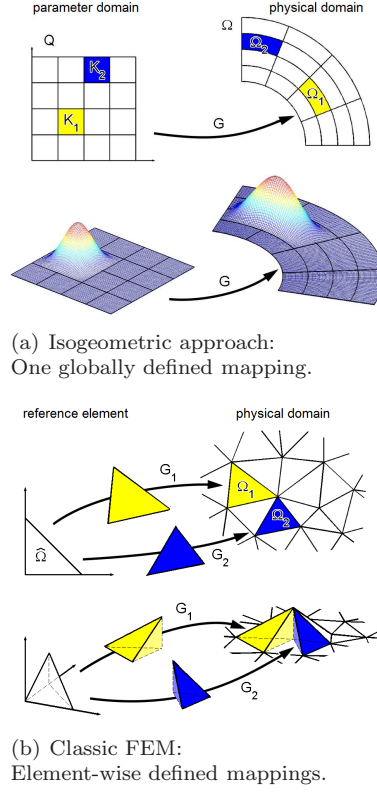 parameter domain
physical domain
Q
Ω
K2
Ω2
K1
Ω1
G
G
(a) Isogeometric approach:
One globally defined mapping.
reference element
physical domain
G1
Ω1
Ω2
Ω̂
G2
G1
G2
(b) Classic FEM:
Element-wise defined mappings.